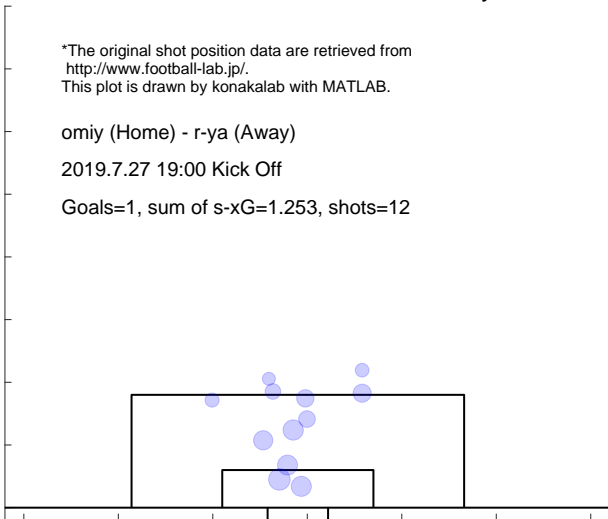 *The original shot position data are retrieved from
http://www.football-lab.jp/.
This plot is drawn by konakalab with MATLAB.
omiy (Home) - r-ya (Away)
2019.7.27 19:00 Kick Off
Goals=1, sum of s-xG=1.253, shots=12